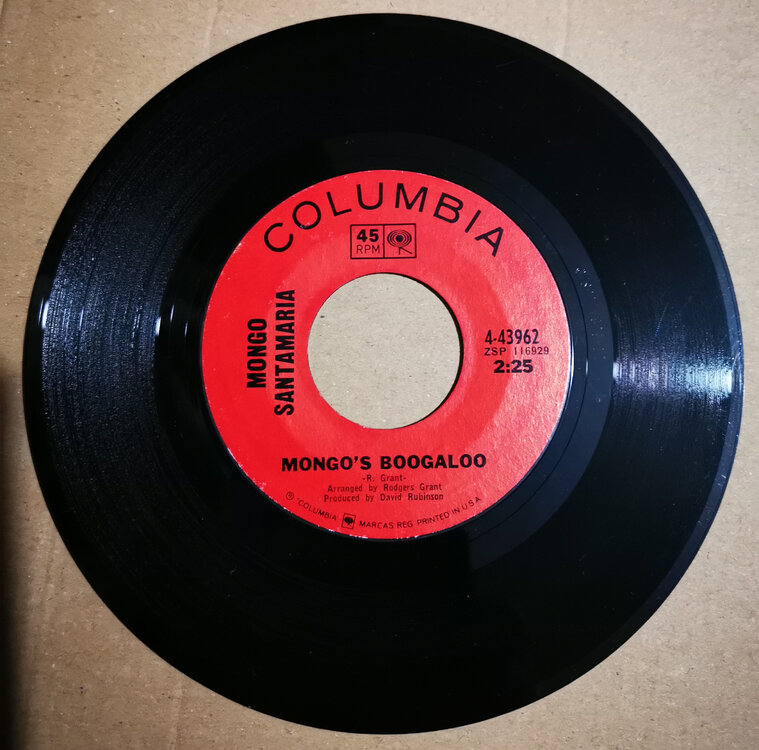 COLUMBIA
45
RPM
MONGO
SANTAMARIA
4-43962
ZSP 116929
2:25
MONGO'S BOOGALOO
-R. Grant-
Arranged by Rodgers Grant
Produced by David Rubinson
® "COLUMBIA" MARCAS REG. PRINTED IN U.S.A.